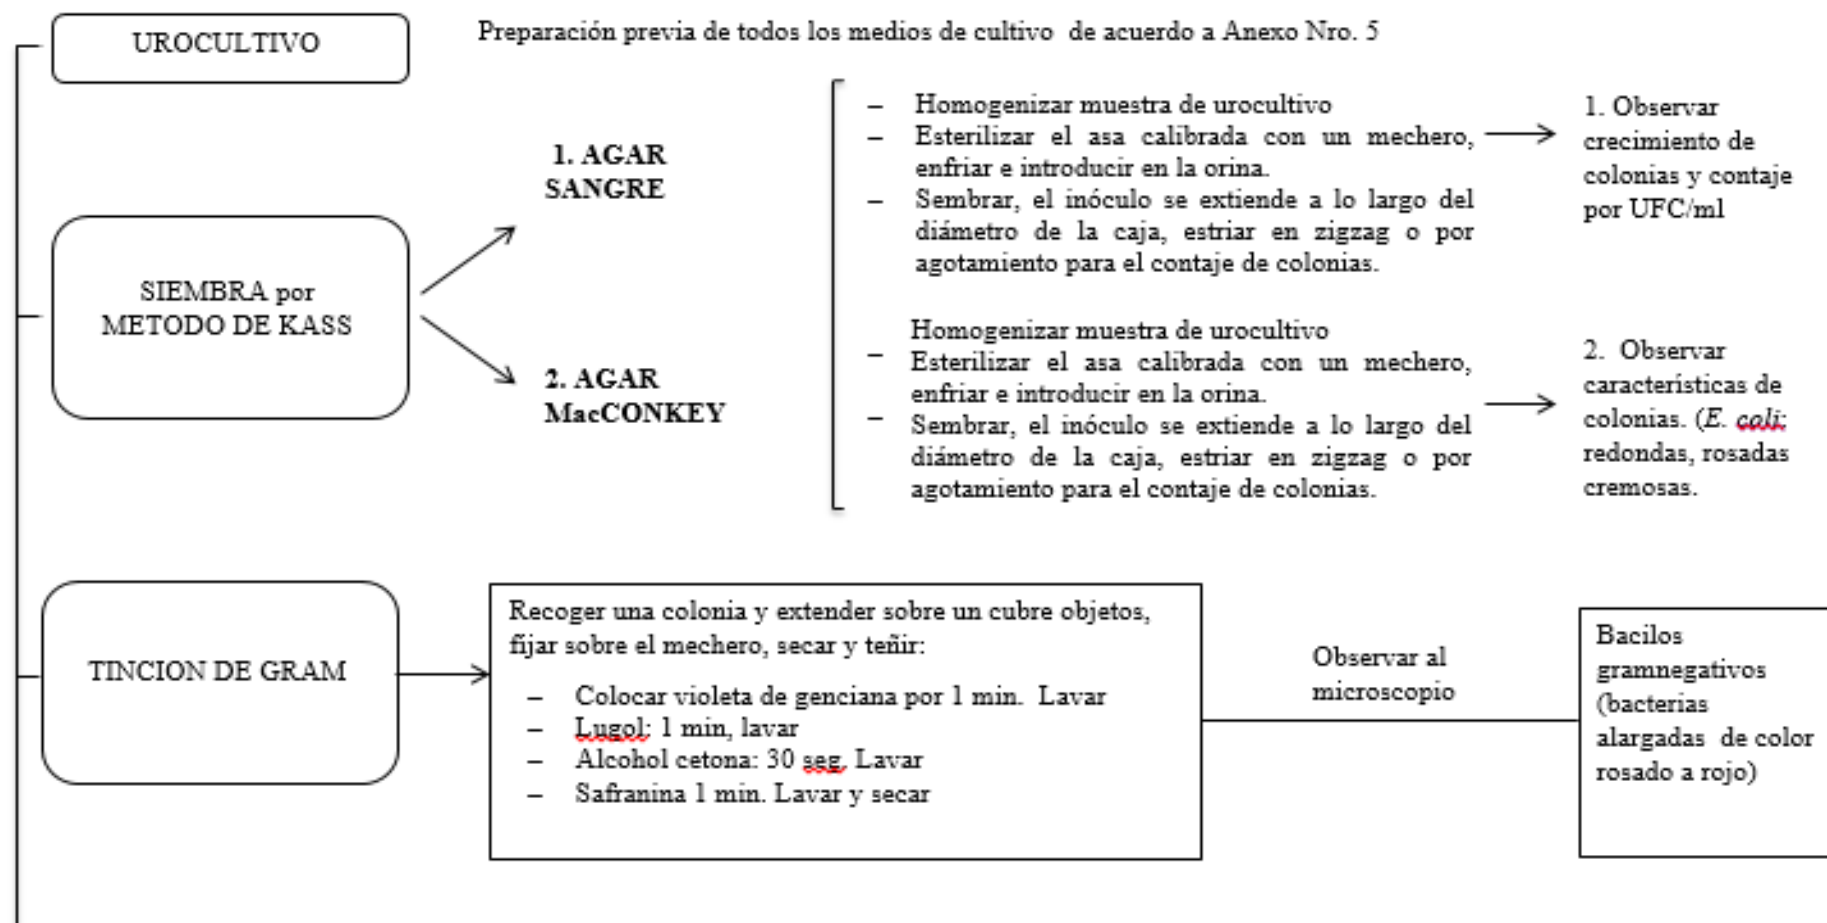 UROCULTIVO
Preparación previa de todos los medios de cultivo de acuerdo a Anexo Nro. 5
SIEMBRA por
METODO DE KASS
1. AGAR
SANGRE
– Homogenizar muestra de urocultivo
– Esterilizar el asa calibrada con un mechero,
enfriar e introducir en la orina.
– Sembrar, el inóculo se extiende a lo largo del
diámetro de la caja, estriar en zigzag o por
agotamiento para el contaje de colonias.
1. Observar
crecimiento de
colonias y contaje
por UFC/ml
2. AGAR
MacCONKEY
Homogenizar muestra de urocultivo
– Esterilizar el asa calibrada con un mechero,
enfriar e introducir en la orina.
– Sembrar, el inóculo se extiende a lo largo del
diámetro de la caja, estriar en zigzag o por
agotamiento para el contaje de colonias.
2. Observar
características de
colonias. (E. coli:
redondas, rosadas
cremosas.
TINCION DE GRAM
Recoger una colonia y extender sobre un cubre objetos,
fijar sobre el mechero, secar y teñir:
– Colocar violeta de genciana por 1 min. Lavar
– Lugol: 1 min, lavar
– Alcohol cetona: 30 seg. Lavar
– Safranina 1 min. Lavar y secar
Observar al
microscopio
Bacilos
gramnegativos
(bacterias
alargadas de color
rosado a rojo)